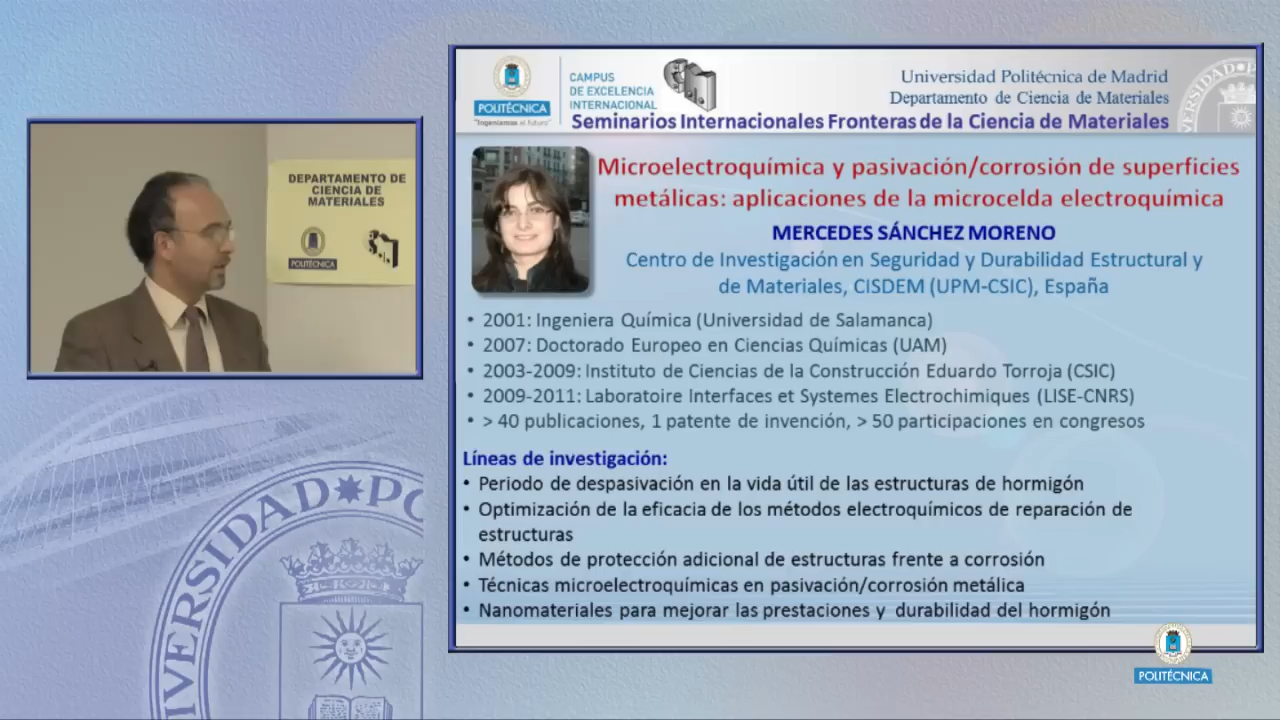 DEPARTAMENTO DE
CIENCIA DE
MATERIALES
POLITÉCNICA
POLITÉCNICA
"Ingeniamos el futuro"
CAMPUS
DE EXCELENCIA
INTERNACIONAL
Universidad Politécnica de Madrid
Departamento de Ciencia de Materiales
Seminarios Internacionales Fronteras de la Ciencia de Materiales
Microelectroquímica y pasivación/corrosión de superficies
metálicas: aplicaciones de la microcelda electroquímica
MERCEDES SÁNCHEZ MORENO
Centro de Investigación en Seguridad y Durabilidad Estructural y
de Materiales, CISDEM (UPM-CSIC), España
• 2001: Ingeniera Química (Universidad de Salamanca)
• 2007: Doctorado Europeo en Ciencias Químicas (UAM)
• 2003-2009: Instituto de Ciencias de la Construcción Eduardo Torroja (CSIC)
• 2009-2011: Laboratoire Interfaces et Systemes Electrochimiques (LISE-CNRS)
• > 40 publicaciones, 1 patente de invención, > 50 participaciones en congresos
Líneas de investigación:
• Periodo de despasivación en la vida útil de las estructuras de hormigón
• Optimización de la eficacia de los métodos electroquímicos de reparación de
estructuras
• Métodos de protección adicional de estructuras frente a corrosión
• Técnicas microelectroquímicas en pasivación/corrosión metálica
• Nanomateriales para mejorar las prestaciones y durabilidad del hormigón
POLITÉCNICA